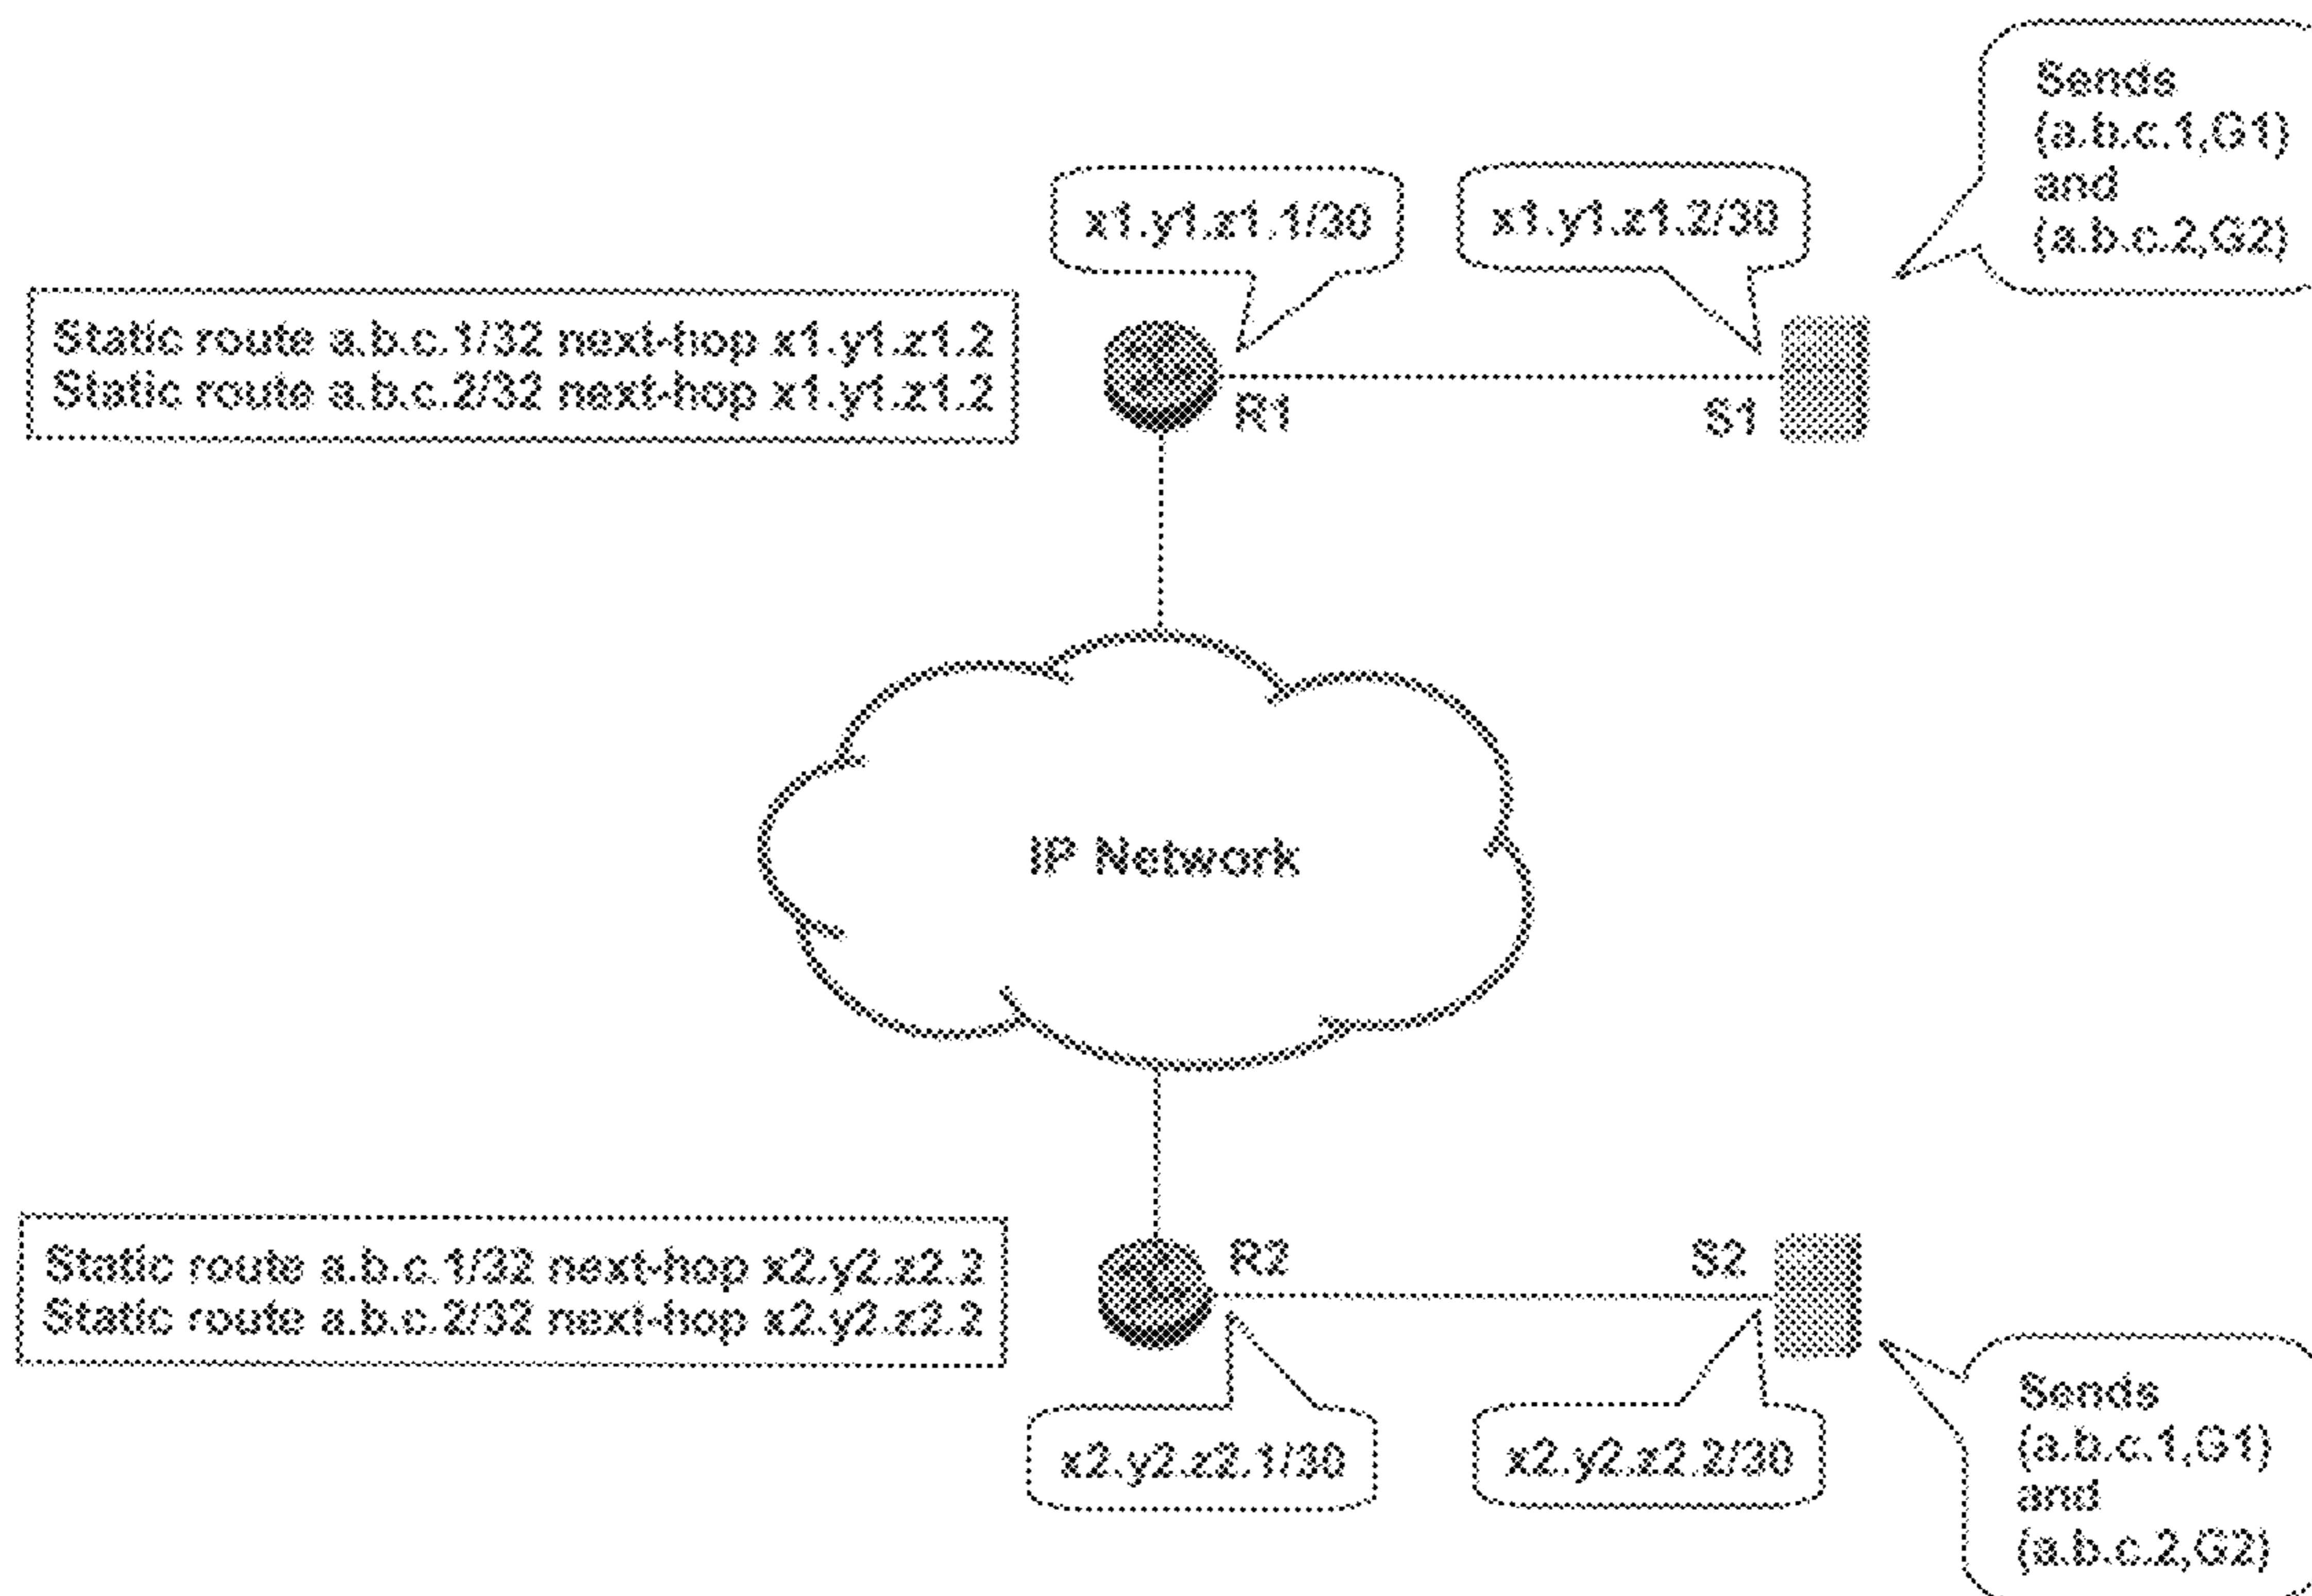 Sends
(a.b.c.1,G1)
and
(a.b.c.2,G2)
x1.y1.z1.1/30
x1.y1.z1.2/30
Static route a.b.c.1/32 next-hop x1.y1.z1.2
Static route a.b.c.2/32 next-hop x1.y1.z1.2
R1
S1
IP Network
R2
S2
Static route a.b.c.1/32 next-hop x2.y2.z2.2
Static route a.b.c.2/32 next-hop x2.y2.z2.2
x2.y2.z2.1/30
x2.y2.z2.2/30
Sends
(a.b.c.1,G1)
and
(a.b.c.2,G2)